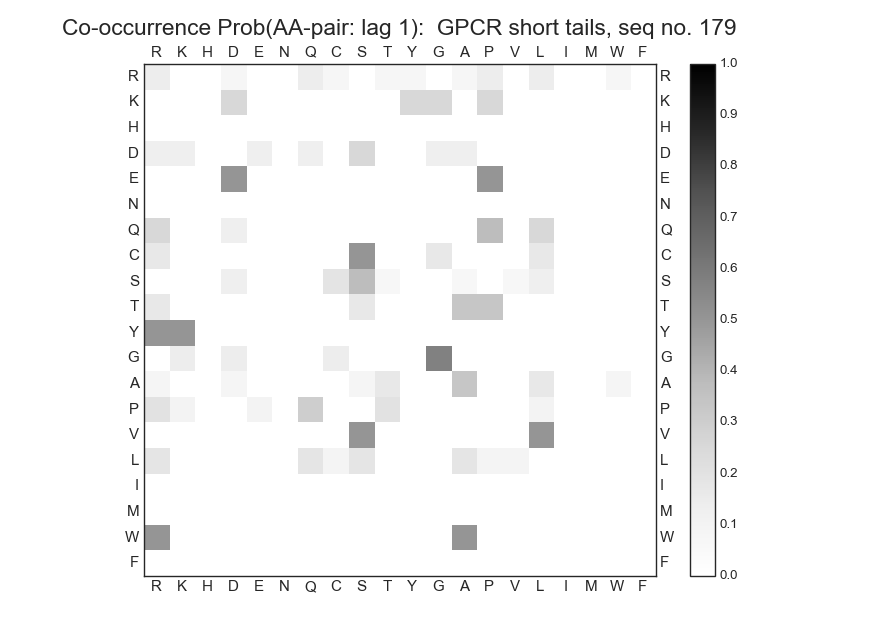 Co-occurrence Prob(AA-pair: lag 1):  GPCR short tails, seq no. 179
R K H D E N Q C S T Y G A P V L I M W F
R R 1.0
K K 0.9
H H
D D 0.8
E E
N N 0.7
Q Q
C C 0.6
S S
T T 0.5
Y Y
G G 0.4
A A
P P 0.3
V V
L L 0.2
I I
M M 0.1
W W
F F 0.0
R K H D E N Q C S T Y G A P V L I M W F